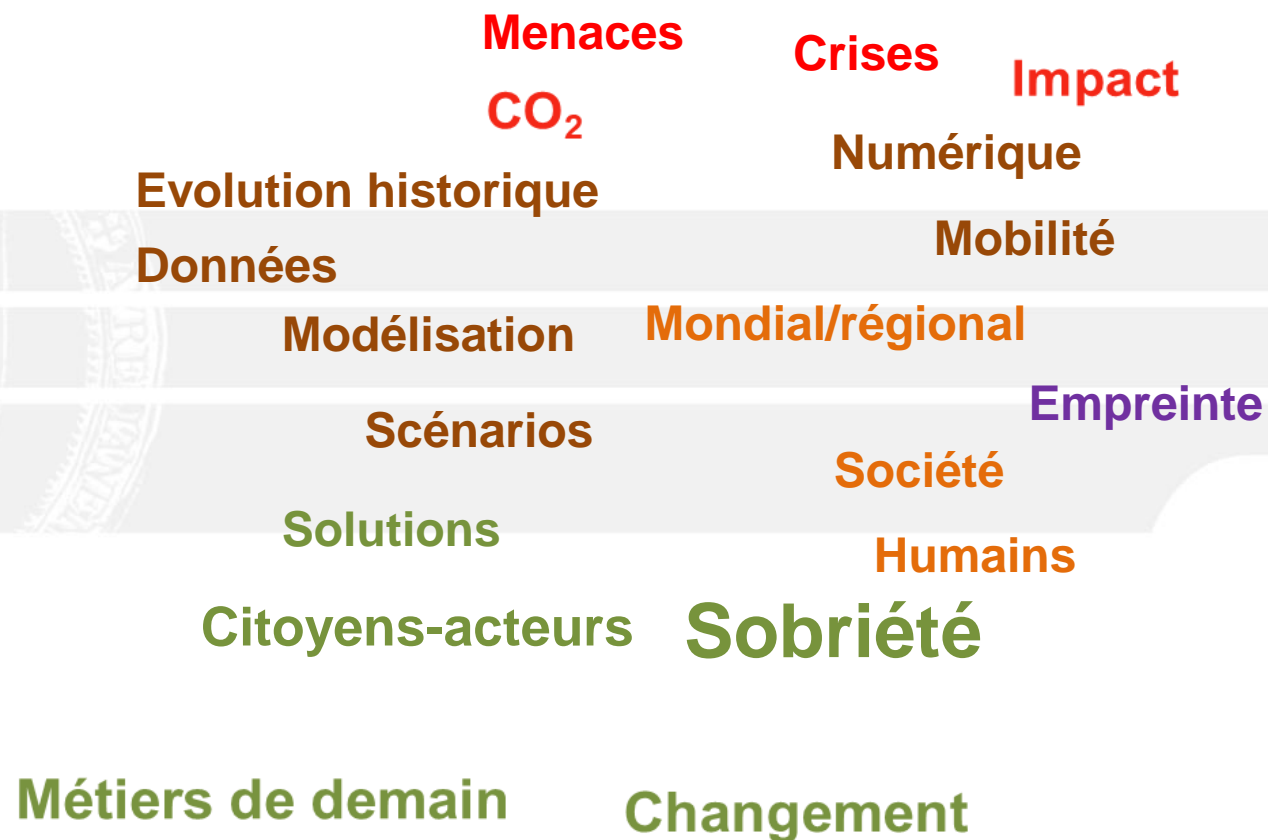 Menaces
Crises
Impact
CO₂
Numérique
Evolution historique
Mobilité
Données
Mondial/régional
Modélisation
Empreinte
Scénarios
Société
Solutions
Humains
Citoyens-acteurs
Sobriété
Métiers de demain
Changement